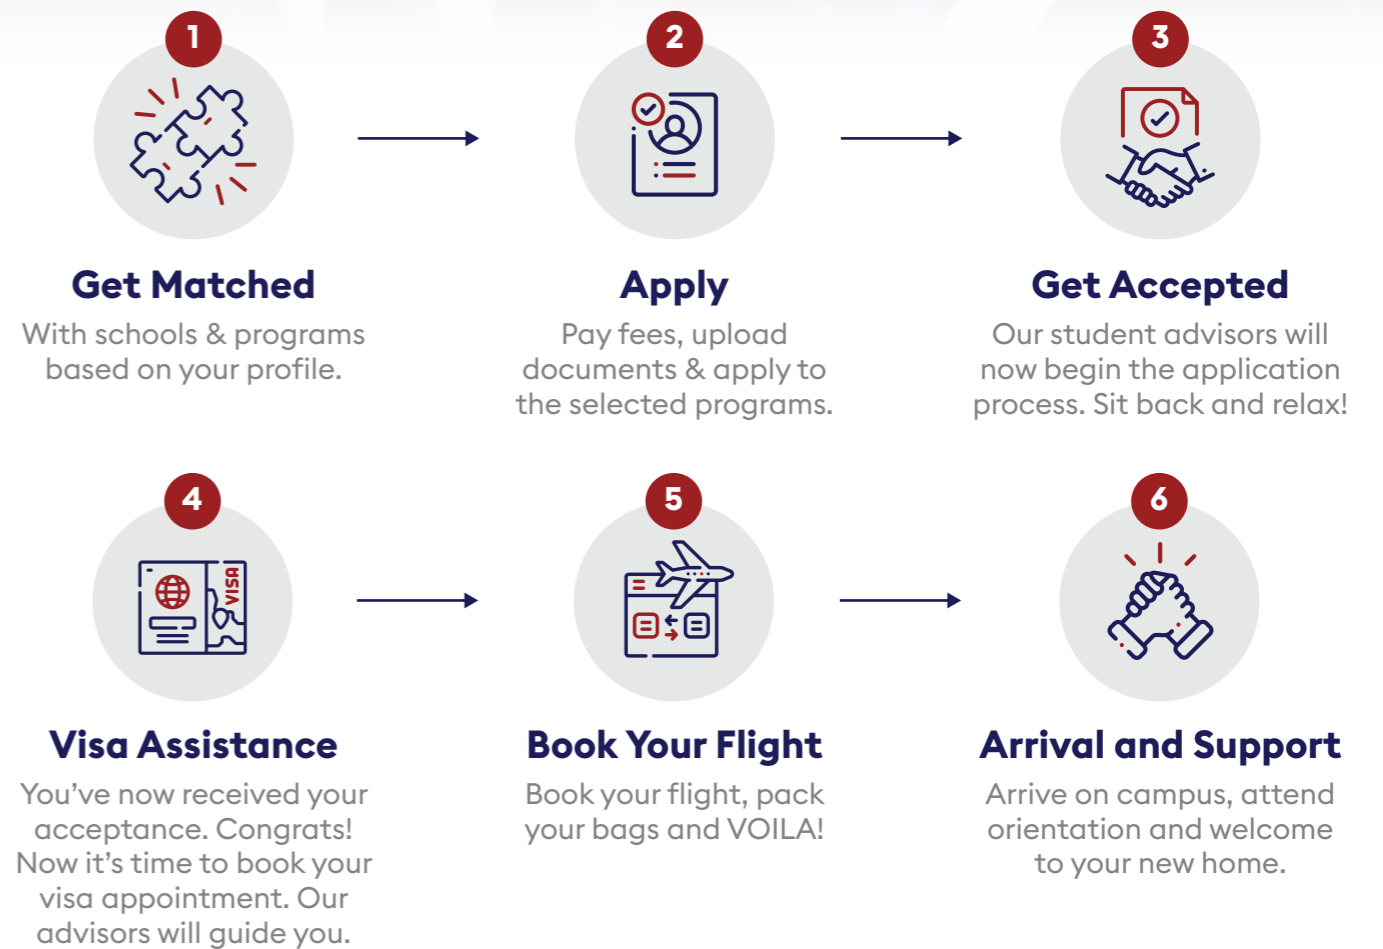 1
Get Matched
With schools & programs
based on your profile.
2
Apply
Pay fees, upload
documents & apply to
the selected programs.
3
Get Accepted
Our student advisors will
now begin the application
process. Sit back and relax!
4
VISA
Visa Assistance
You’ve now received your
acceptance. Congrats!
Now it’s time to book your
visa appointment. Our
advisors will guide you.
5
Book Your Flight
Book your flight, pack
your bags and VOILA!
6
Arrival and Support
Arrive on campus, attend
orientation and welcome
to your new home.